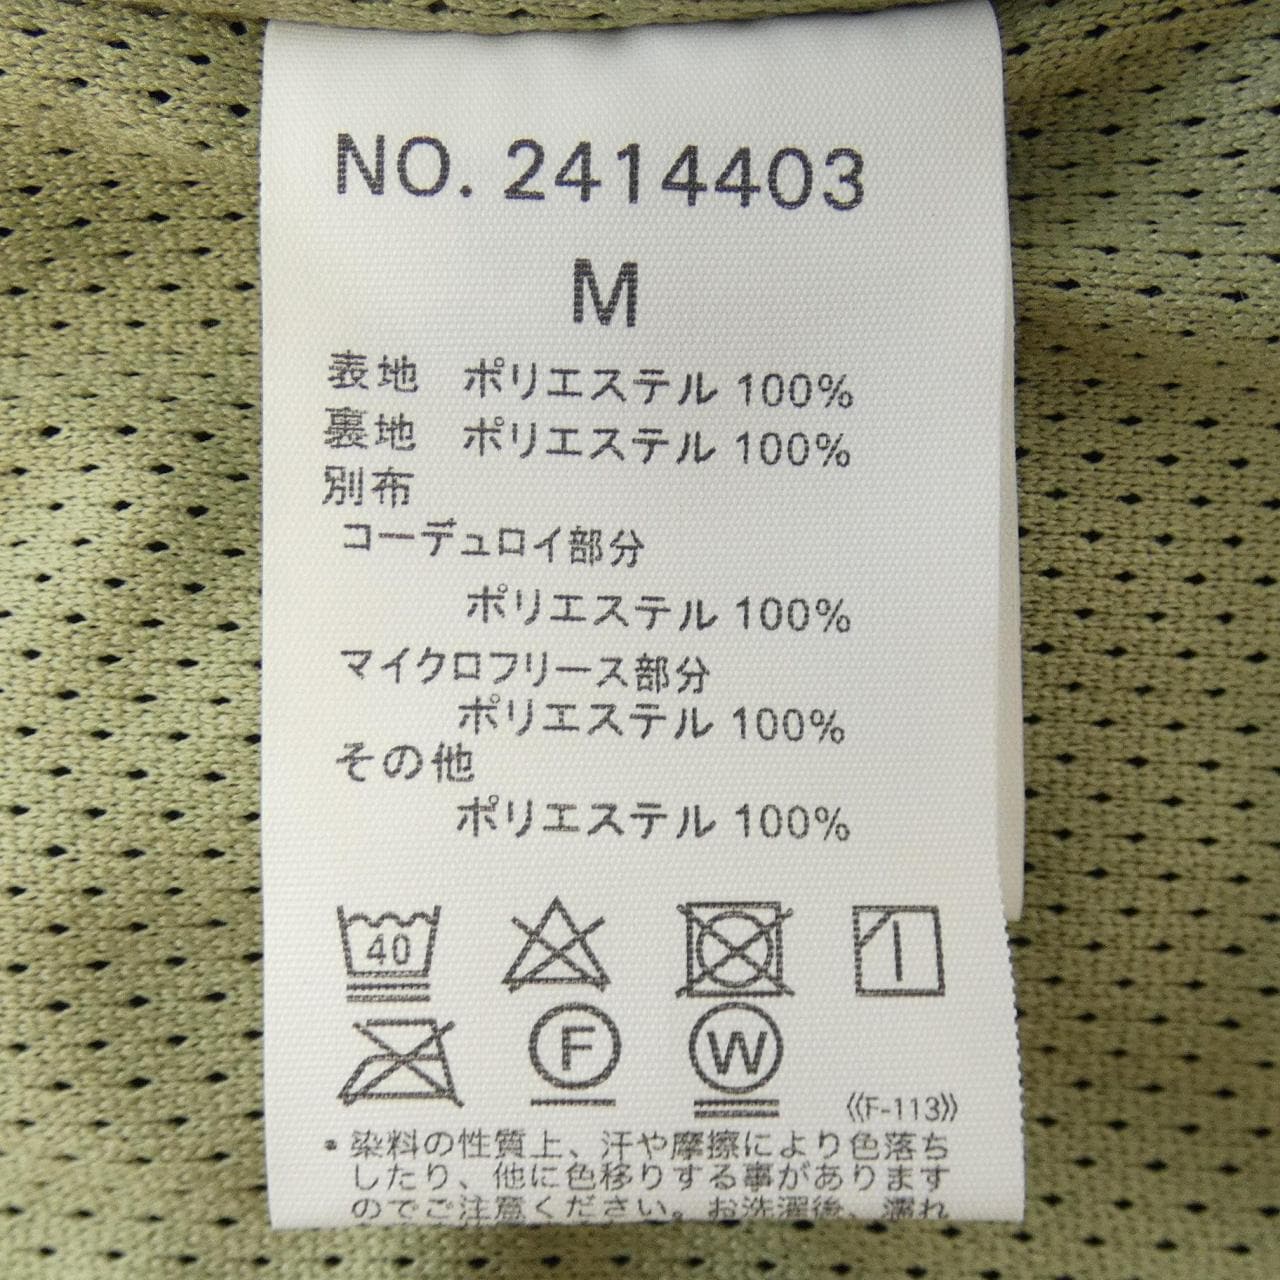 NO. 2414403
M
表地 ポリエステル 100%
裏地 ポリエステル 100%
別布
コーデュロイ部分
ポリエステル 100%
マイクロフリース部分
ポリエステル 100%
その他
ポリエステル 100%
40
F W
《F-113》
•染料の性質上、汗や摩擦により色落ち
したり、他に色移りする事があります
のでご注意ください。お洗濯後、濡れ